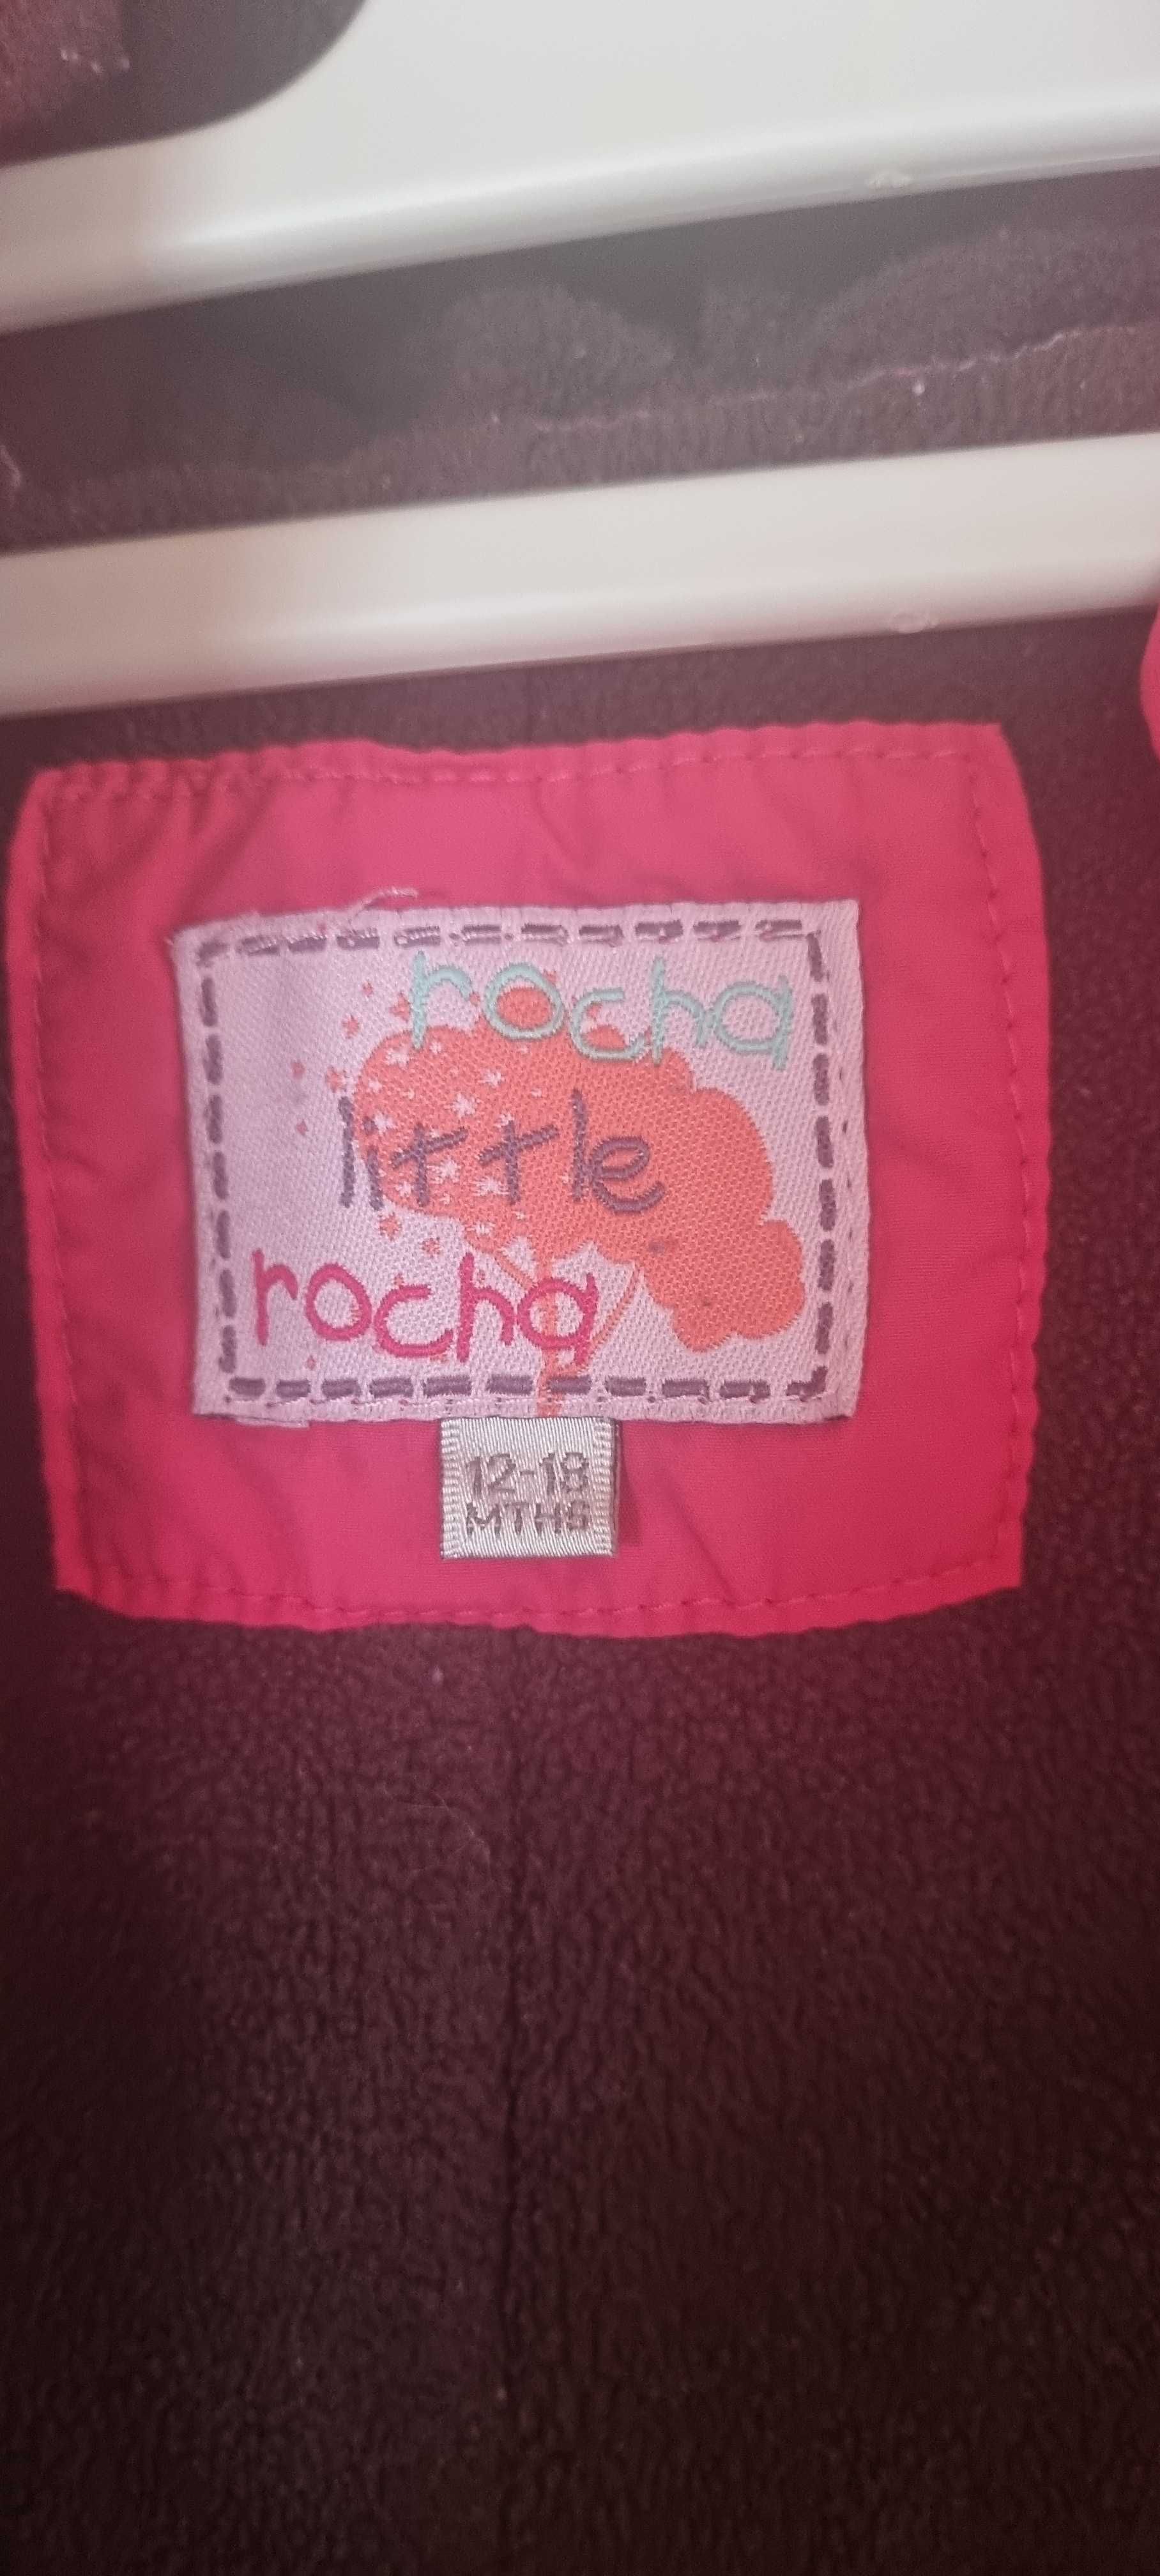 rocha
little
rocha
12-18
MTHS